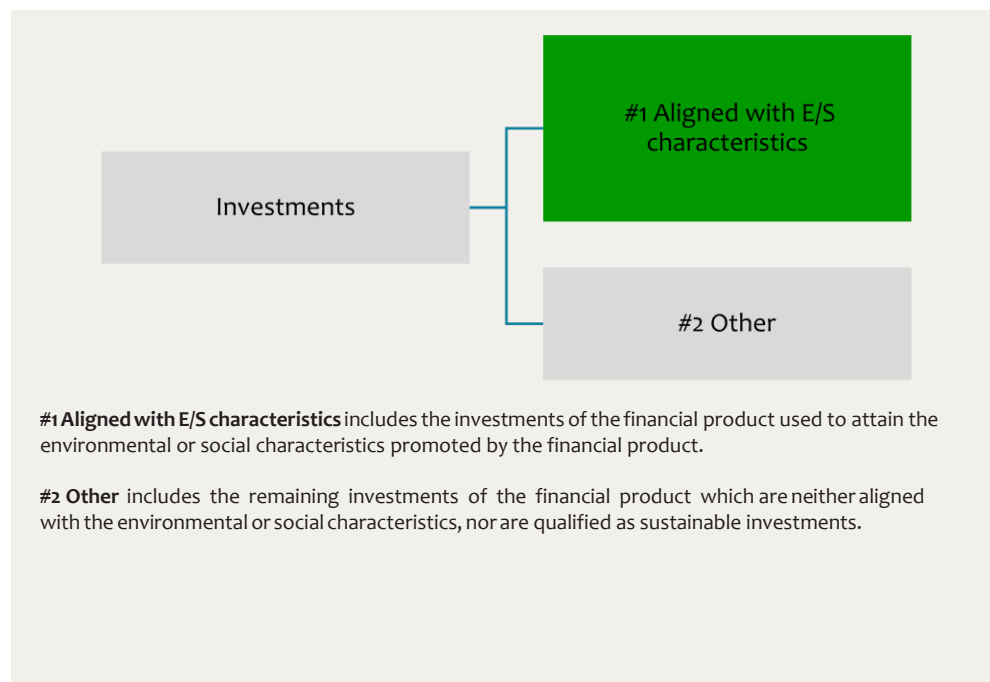 #1 Aligned with E/S
characteristics
Investments
#2 Other
#1 Aligned with E/S characteristics includes the investments of the financial product used to attain the
environmental or social characteristics promoted by the financial product.
#2 Other includes the remaining investments of the financial product which are neither aligned
with the environmental or social characteristics, nor are qualified as sustainable investments.